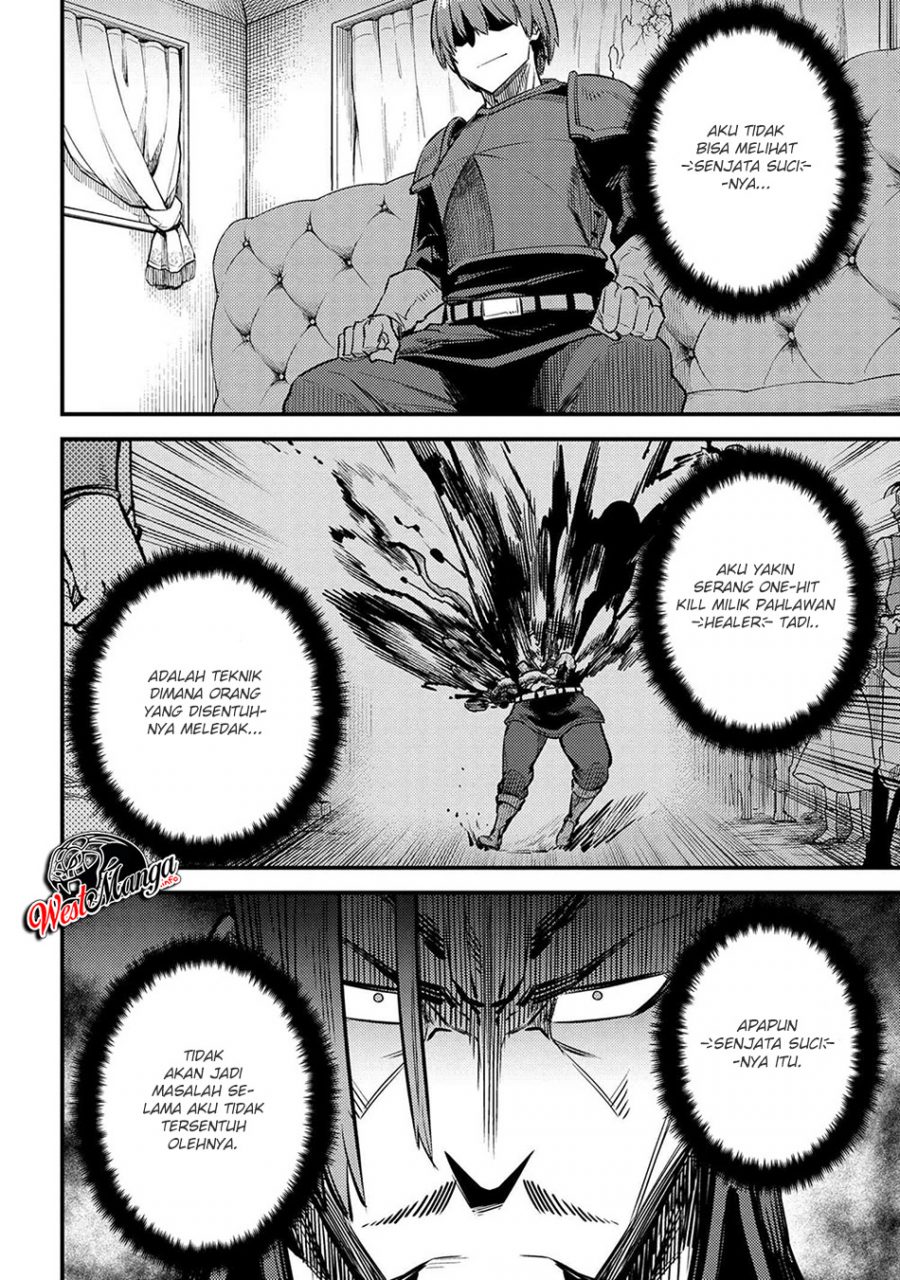 AKU TIDAK
BISA MELIHAT
-:SENJATA SUCI:-
-NYA...
AKU YAKIN
SERANG ONE-HIT
KILL MILIK PAHLAWAN
-:HEALER:- TADI..
ADALAH TEKNIK
DIMANA ORANG
YANG DISENTUH-
NYA MELEDAK...
WestManga
.info
APAPUN
-:SENJATA SUCI:-
-NYA ITU.
TIDAK
AKAN JADI
MASALAH SE-
LAMA AKU TIDAK
TERSENTUH
OLEHNYA.